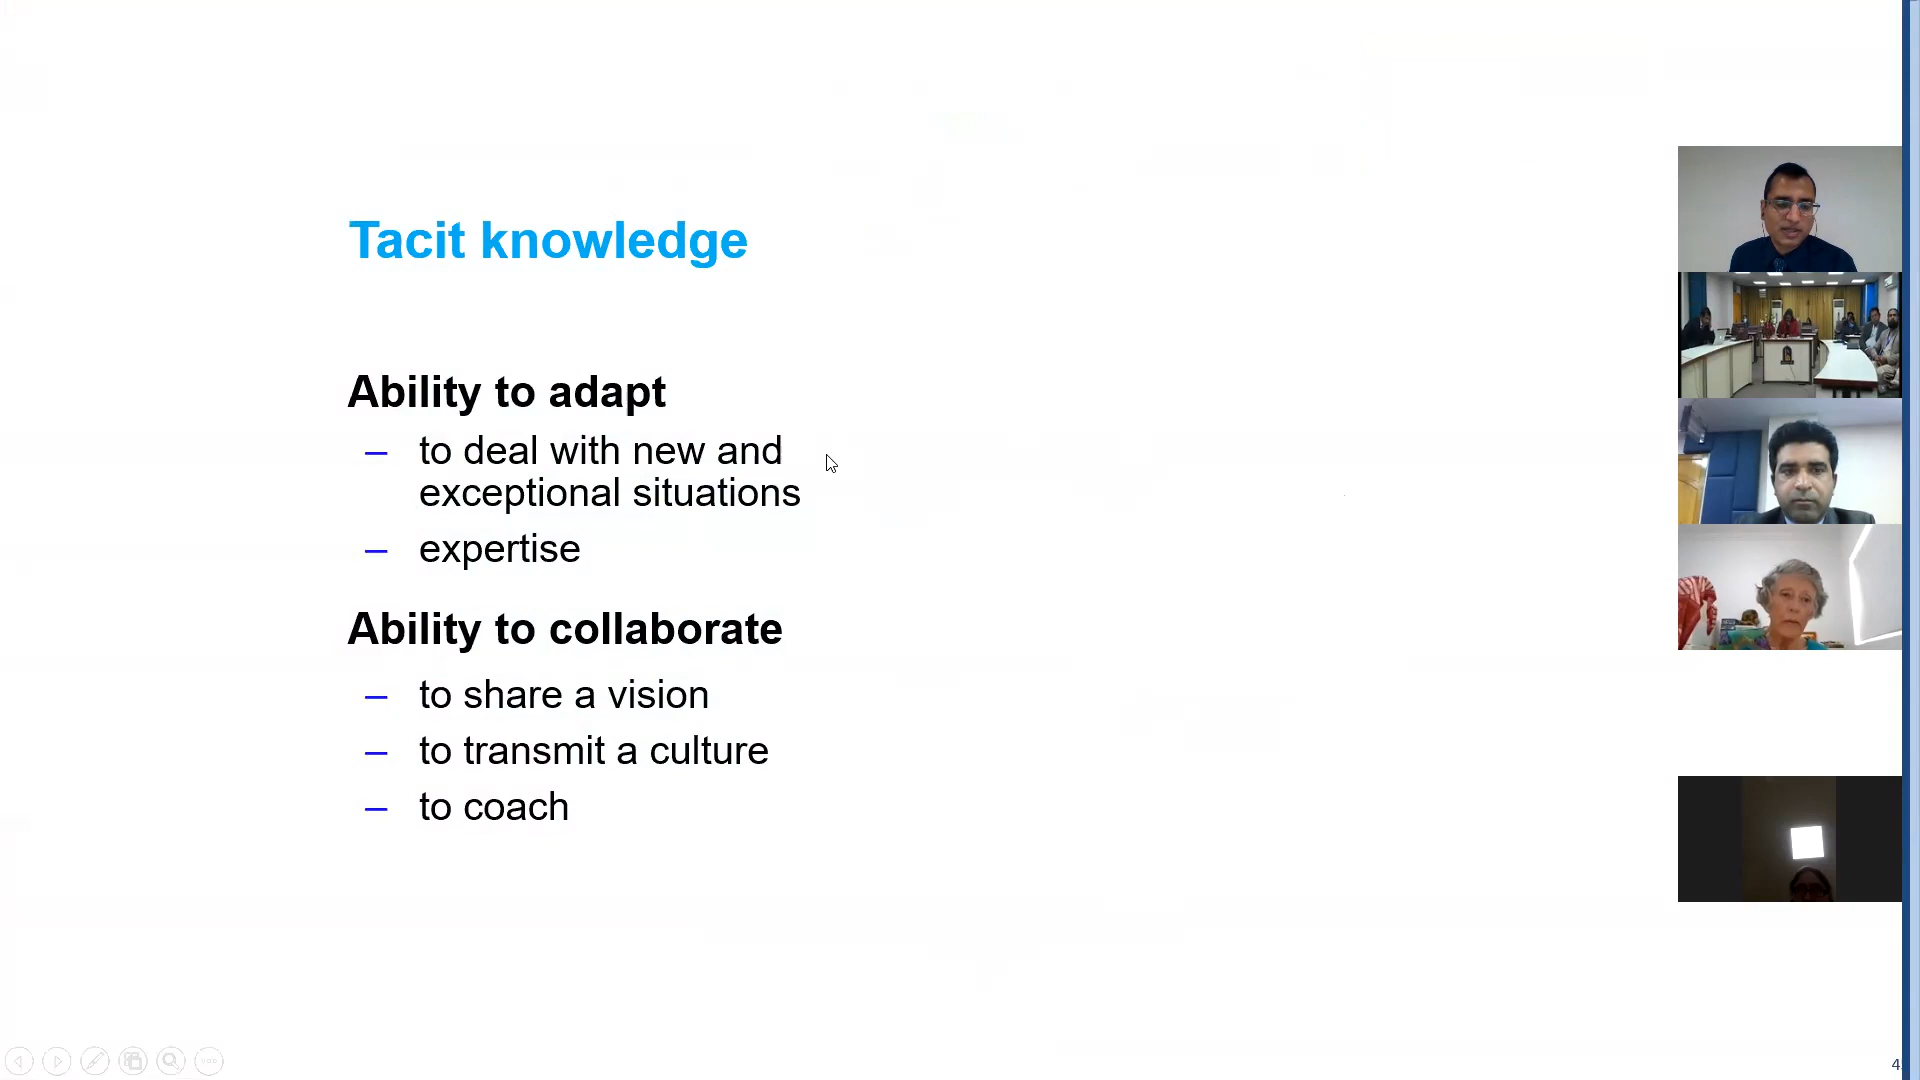 Tacit knowledge
Ability to adapt
– to deal with new and
exceptional situations
– expertise
Ability to collaborate
– to share a vision
– to transmit a culture
– to coach
4